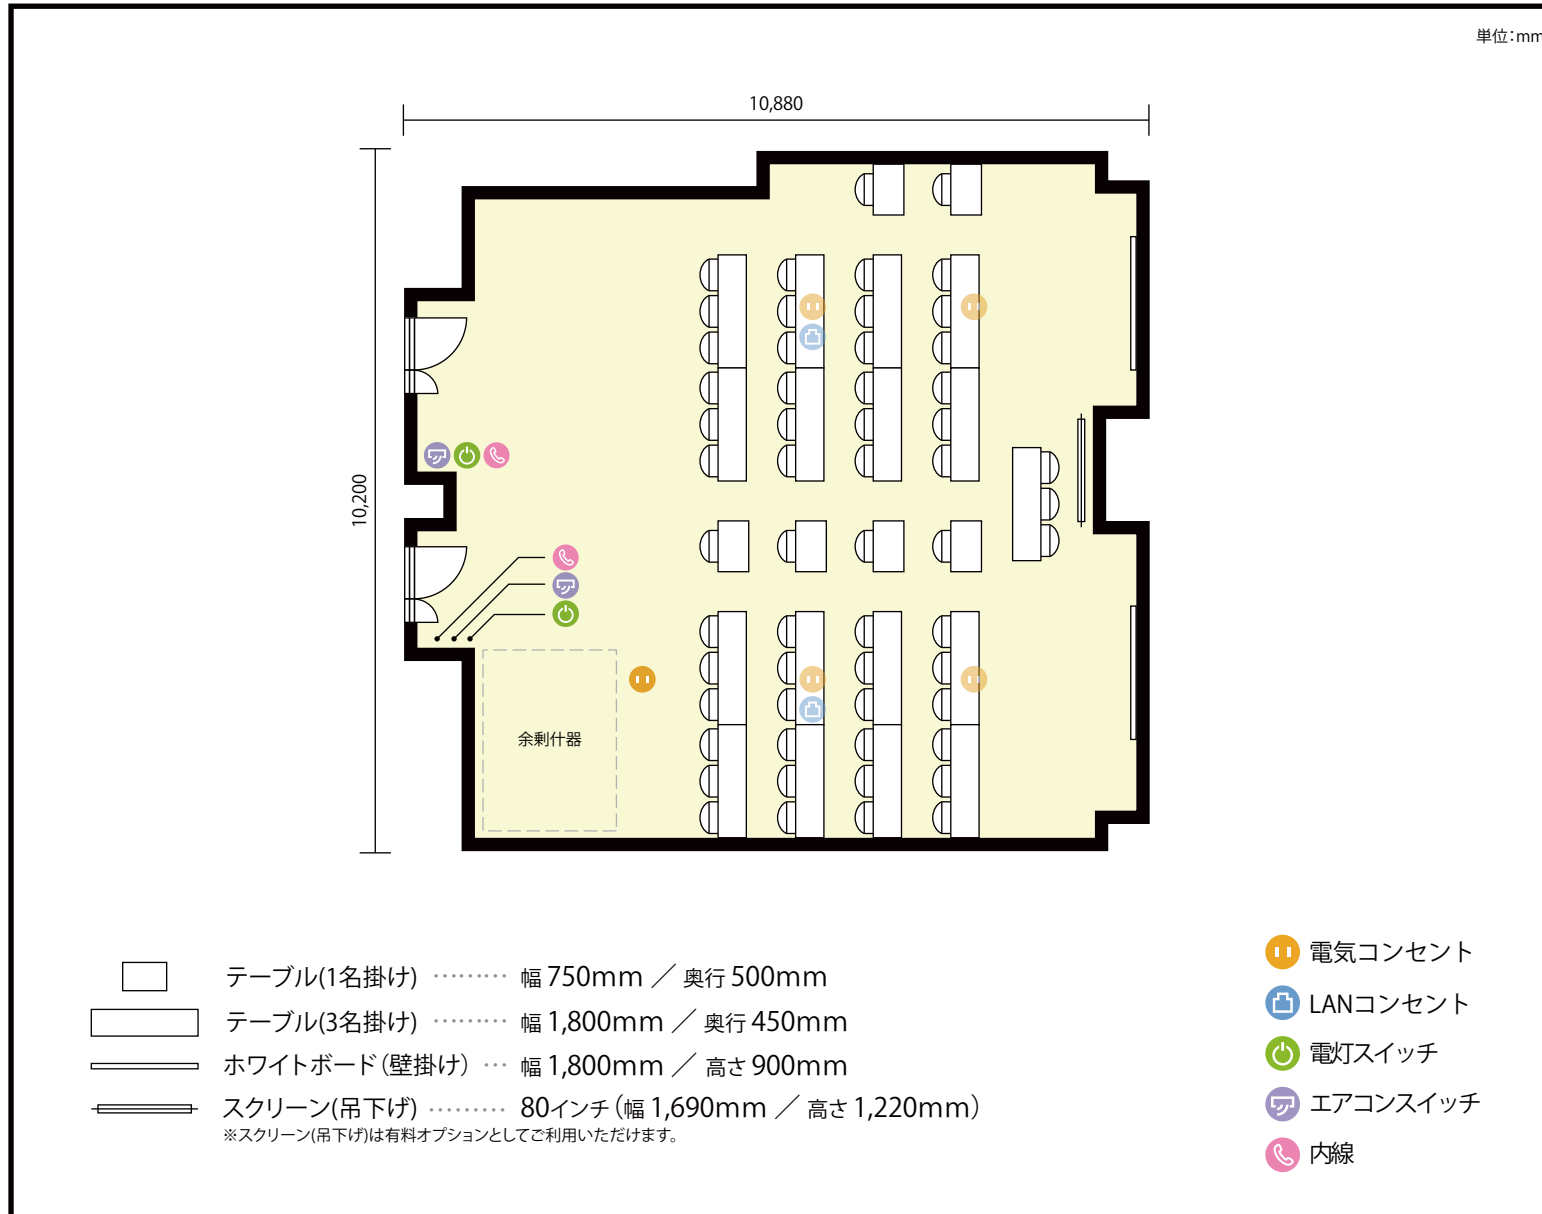 単位:mm
10,880
10,200
余剰什器
テーブル(1名掛け) ……… 幅 750mm ／ 奥行 500mm
テーブル(3名掛け) ……… 幅 1,800mm ／ 奥行 450mm
ホワイトボード(壁掛け) … 幅 1,800mm ／ 高さ 900mm
スクリーン(吊下げ) ……… 80インチ(幅 1,690mm ／ 高さ 1,220mm)
※スクリーン(吊下げ)は有料オプションとしてご利用いただけます。
電気コンセント
LANコンセント
電灯スイッチ
エアコンスイッチ
内線